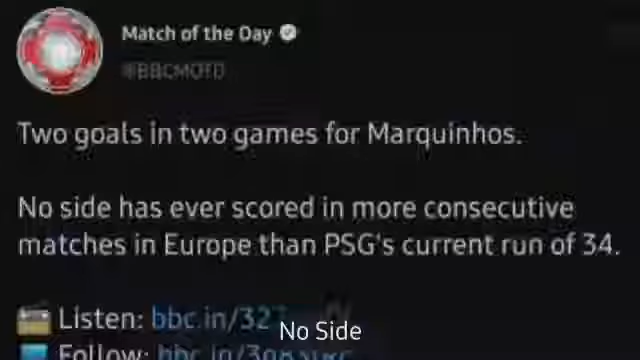 Match of the Day
@BBCMOTD
Two goals in two games for Marquinhos.
No side has ever scored in more consecutive
matches in Europe than PSG's current run of 34.
Listen:
No Side
Follow: